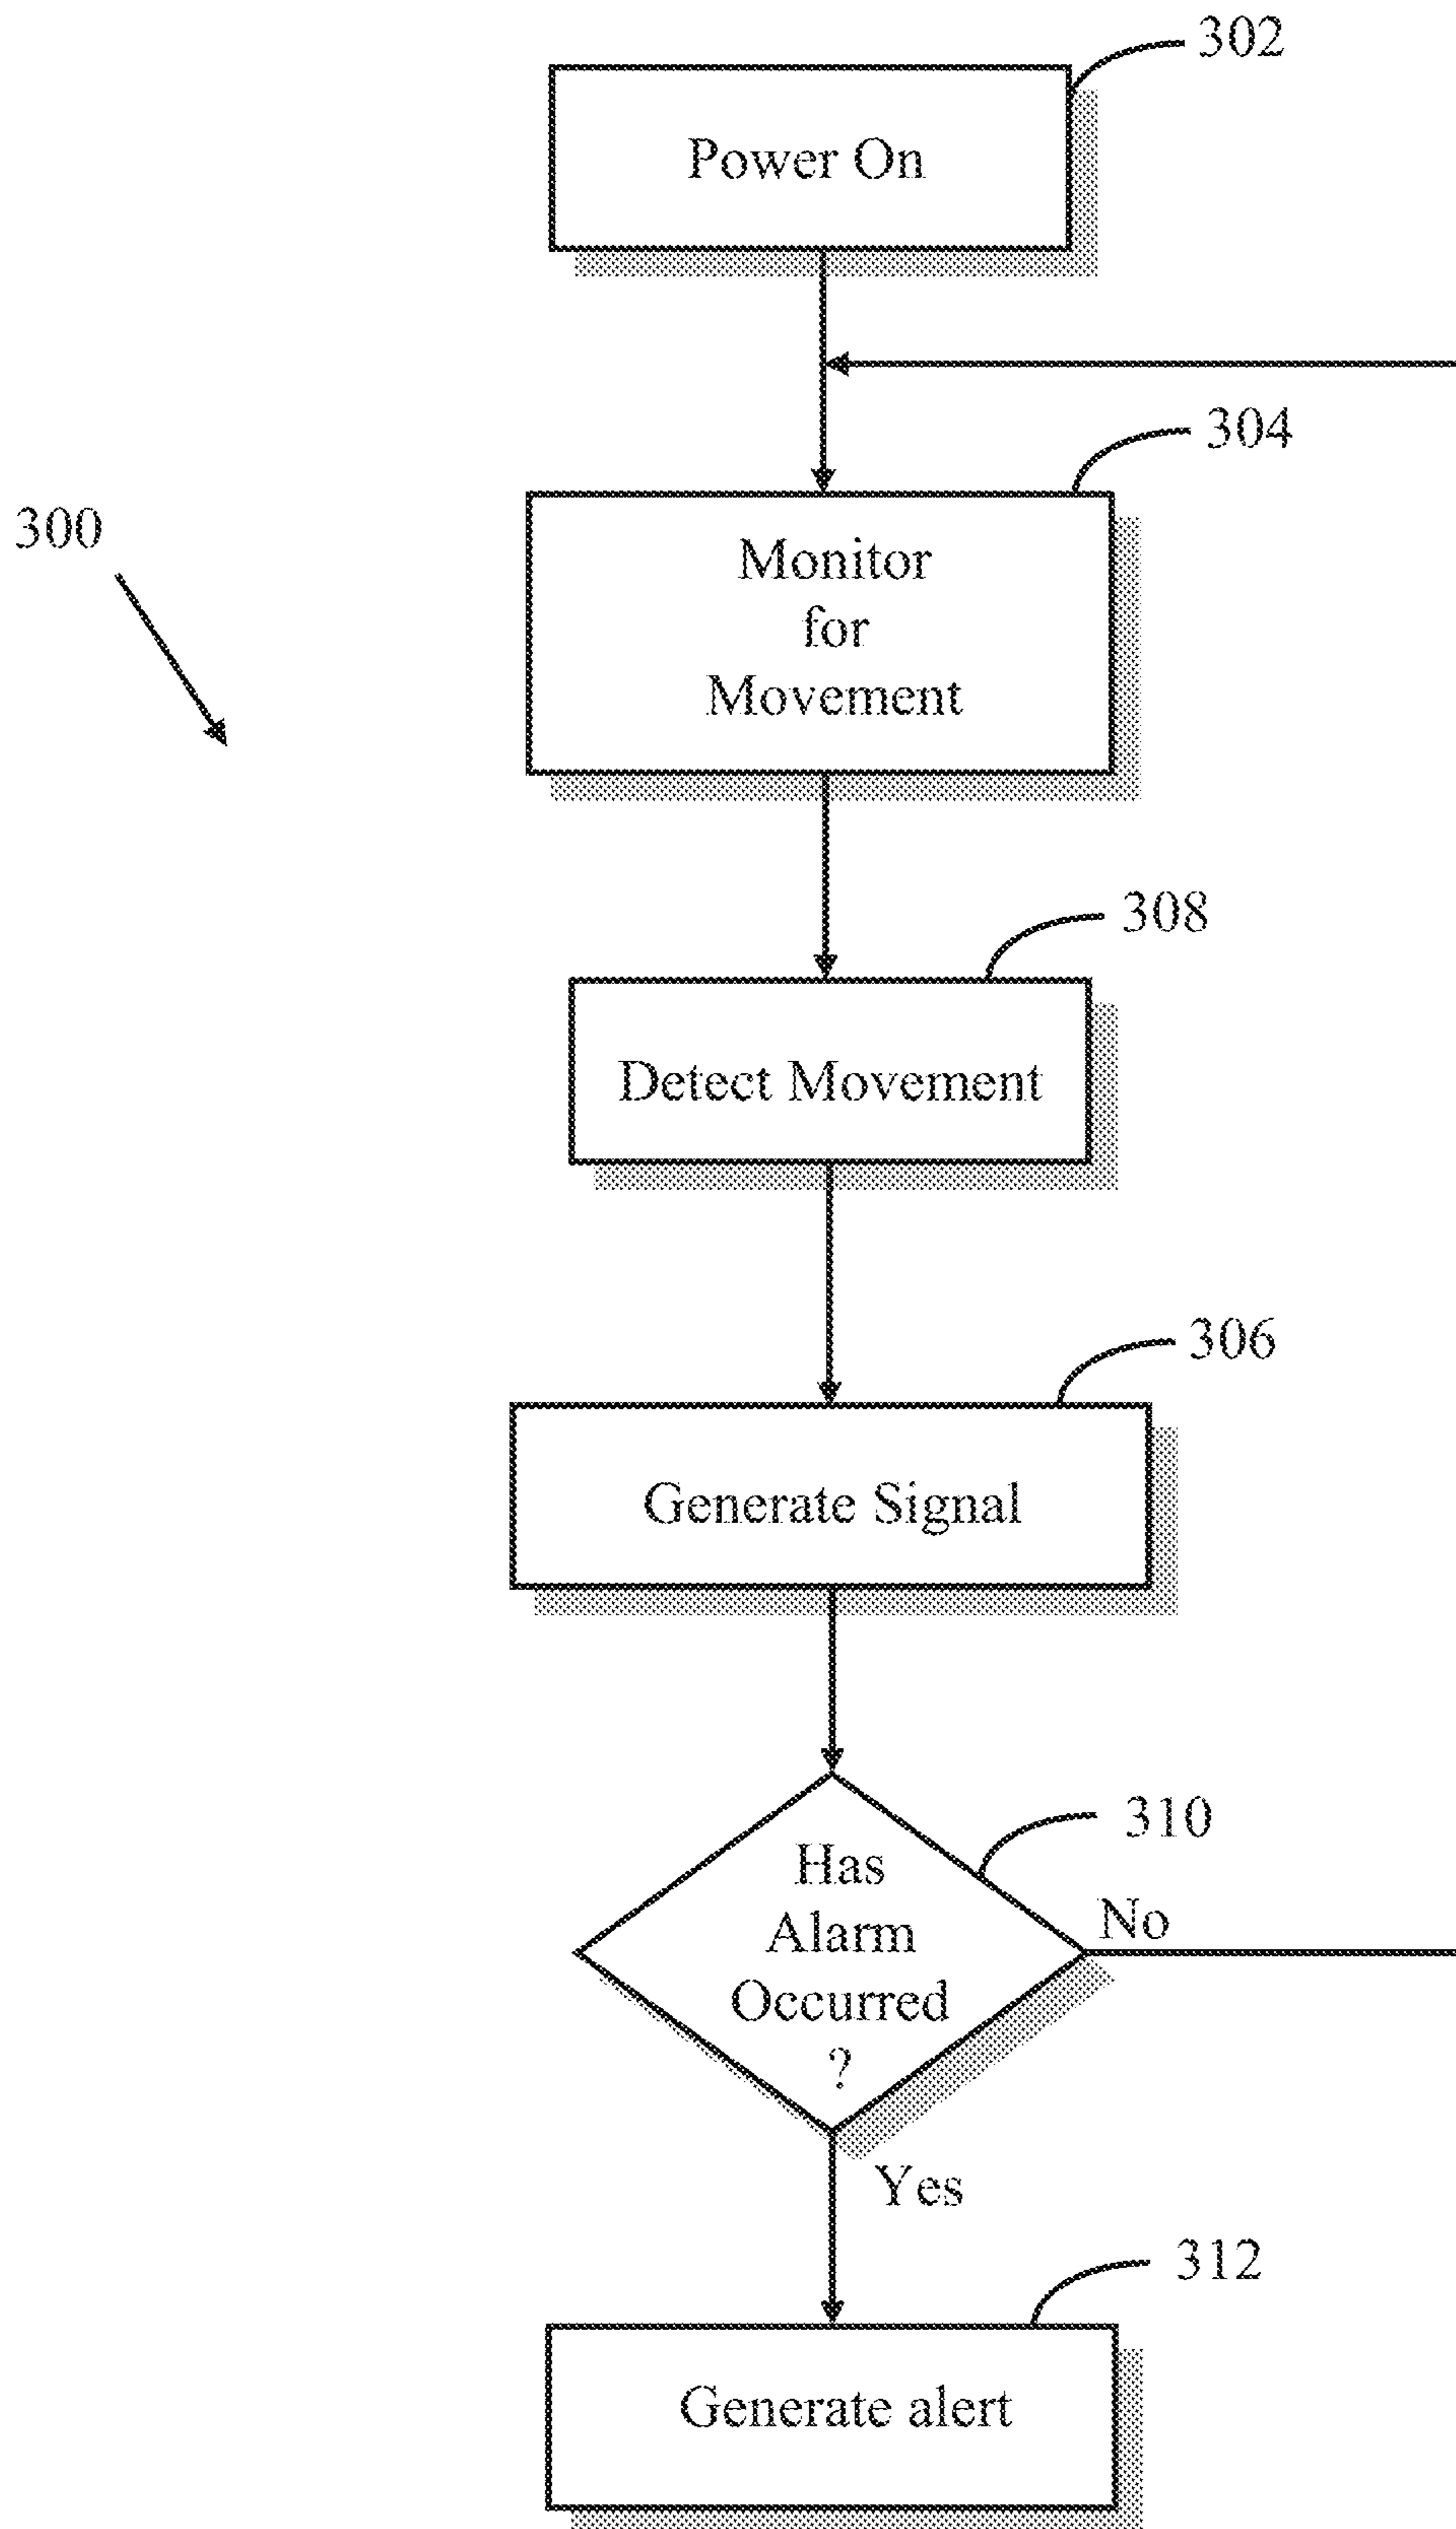 302
Power On
304
300
Monitor
for
Movement
308
Detect Movement
306
Generate Signal
310
Has
Alarm
Occurred
?
No
Yes
312
Generate alert